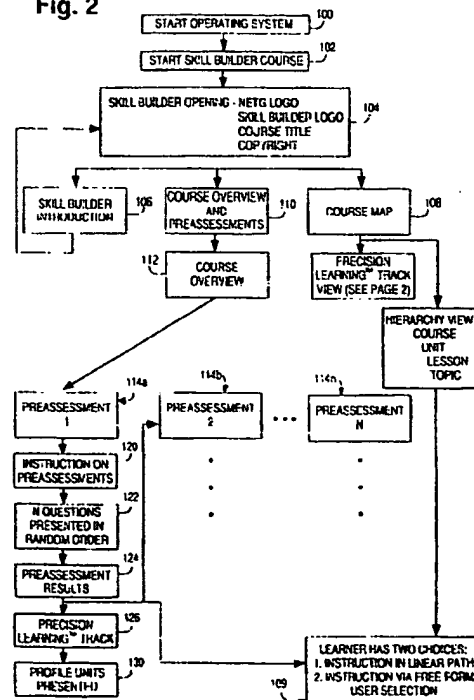 Fig. 2
START OPERATING SYSTEM
100
START SKILL BUILDER COURSE
102
SKILL BUILDER OPENING - NETG LOGO
SKILL BUILDER LOGO
COURSE TITLE
COPYRIGHT
104
SKILL BUILDER
INTRODUCTION
106
COURSE OVERVIEW
AND
PREASSESSMENTS
110
COURSE MAP
108
112
COURSE
OVERVIEW
PRECISION
LEARNING™ TRACK
VIEW (SEE PAGE 2)
HIERARCHY VIEW
COURSE
UNIT
LESSON
TOPIC
PREASSESSMENT
1
114a
114b
PREASSESSMENT
2
• • •
114n
PREASSESSMENT
N
INSTRUCTION ON
PREASSESSMENTS
120
N QUESTIONS
PRESENTED IN
RANDOM ORDER
122
PREASSESSMENT
RESULTS
124
PRECISION
LEARNING™ TRACK
126
PROFILE UNITS
PRESENTED
130
LEARNER HAS TWO CHOICES:
1. INSTRUCTION IN LINEAR PATH
2. INSTRUCTION VIA FREE FORM
USER SELECTION
109